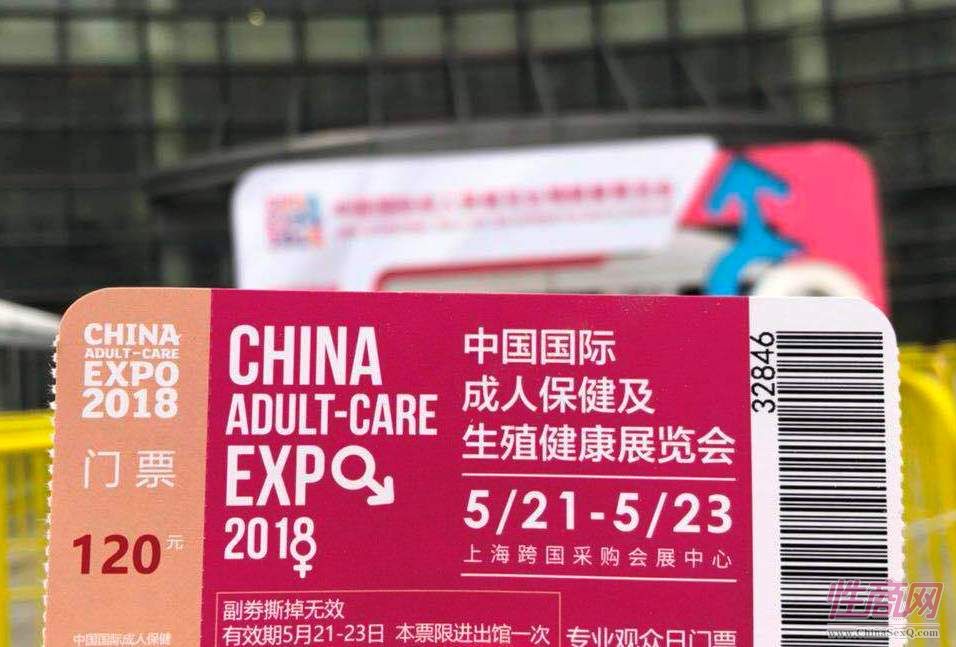 CHINA
ADULT-CARE
EXPO
2018
门票
120元
中国国际成人保健
CHINA
ADULT-CARE
EXPO
2018
中国国际
成人保健及
生殖健康展览会
5/21-5/23
上海跨国采购会展中心
副券撕掉无效
有效期5月21-23日 本票限进出馆一次
专业观众日门票
32846
性商网
www.ChinaSexQ.com